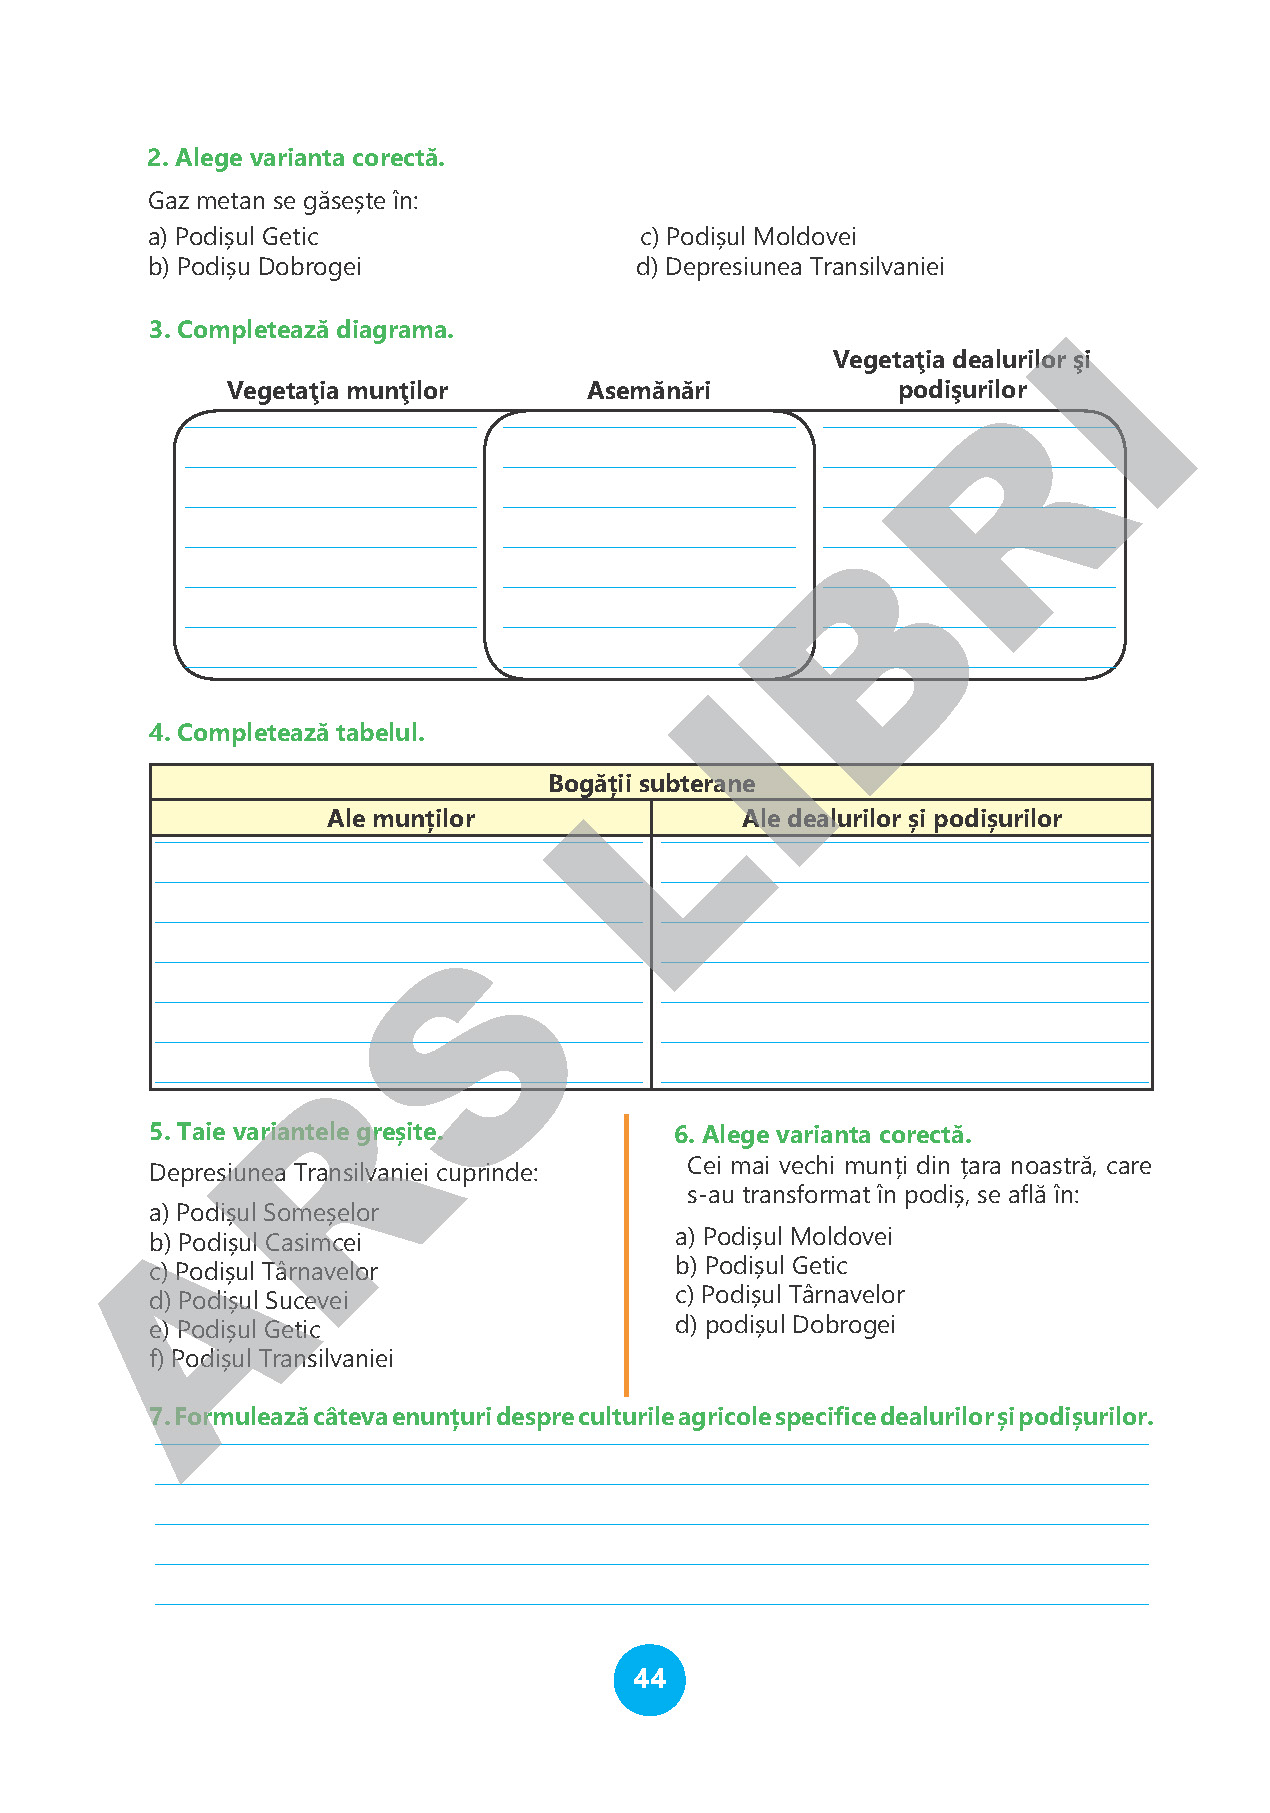 2. Alege varianta corectă.
Gaz metan se găsește în:
a) Podișul Getic
c) Podișul Moldovei
b) Podișu Dobrogei
d) Depresiunea Transilvaniei
3. Completează diagrama.
Vegetaţia munţilor
Asemănări
Vegetaţia dealurilor şi
podişurilor
4. Completează tabelul.
Bogății subterane
Ale munților
Ale dealurilor și podișurilor
5. Taie variantele greșite.
Depresiunea Transilvaniei cuprinde:
a) Podișul Someșelor
b) Podișul Casimcei
c) Podișul Târnavelor
d) Podișul Sucevei
e) Podișul Getic
f) Podișul Transilvaniei
6. Alege varianta corectă.
Cei mai vechi munți din țara noastră, care
s-au transformat în podiș, se află în:
a) Podișul Moldovei
b) Podișul Getic
c) Podișul Târnavelor
d) podișul Dobrogei
7. Formulează câteva enunțuri despre culturile agricole specifice dealurilor și podișurilor.
44
ARS LIBRI